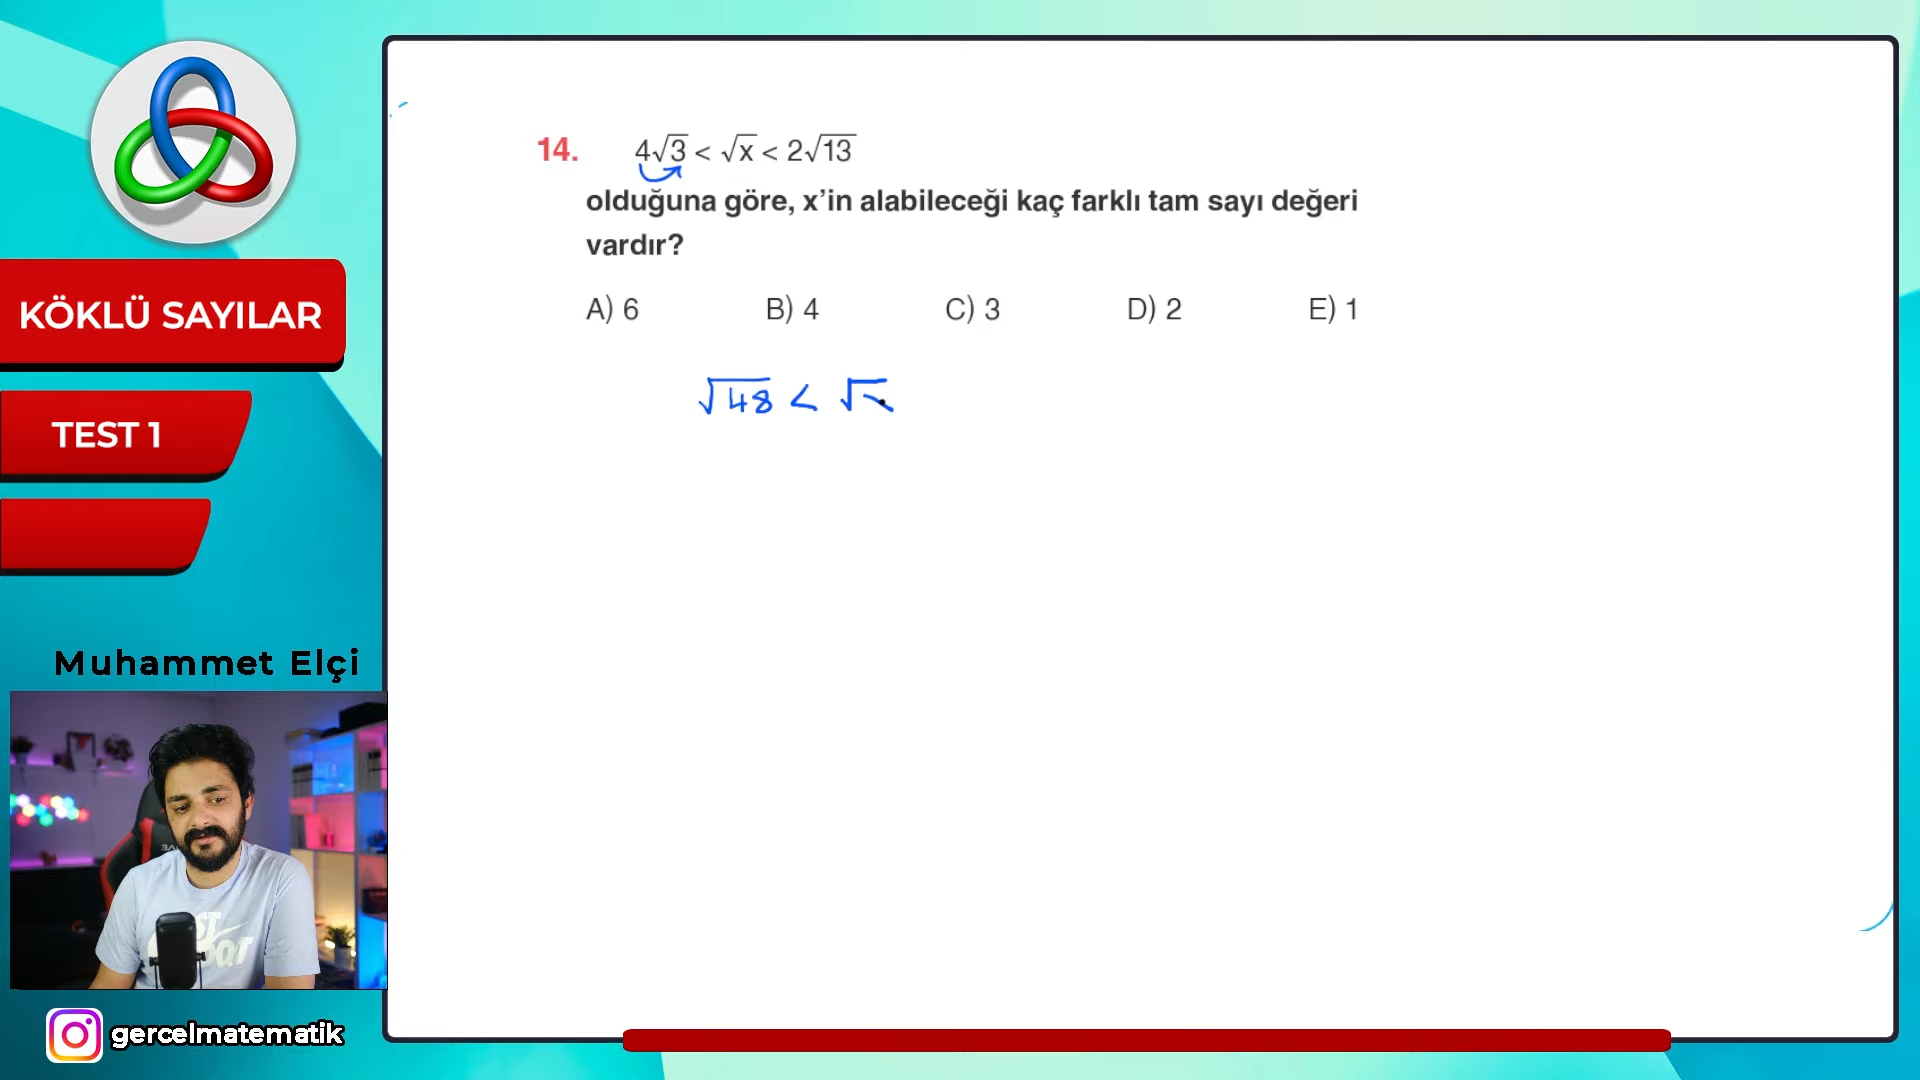 KÖKLÜ SAYILAR
TEST 1
Muhammet Elçi
gercelmatematik
14. 4√3 < √x < 2√13
olduğuna göre, x’in alabileceği kaç farklı tam sayı değeri
vardır?
A) 6 B) 4 C) 3 D) 2 E) 1
√48 < √